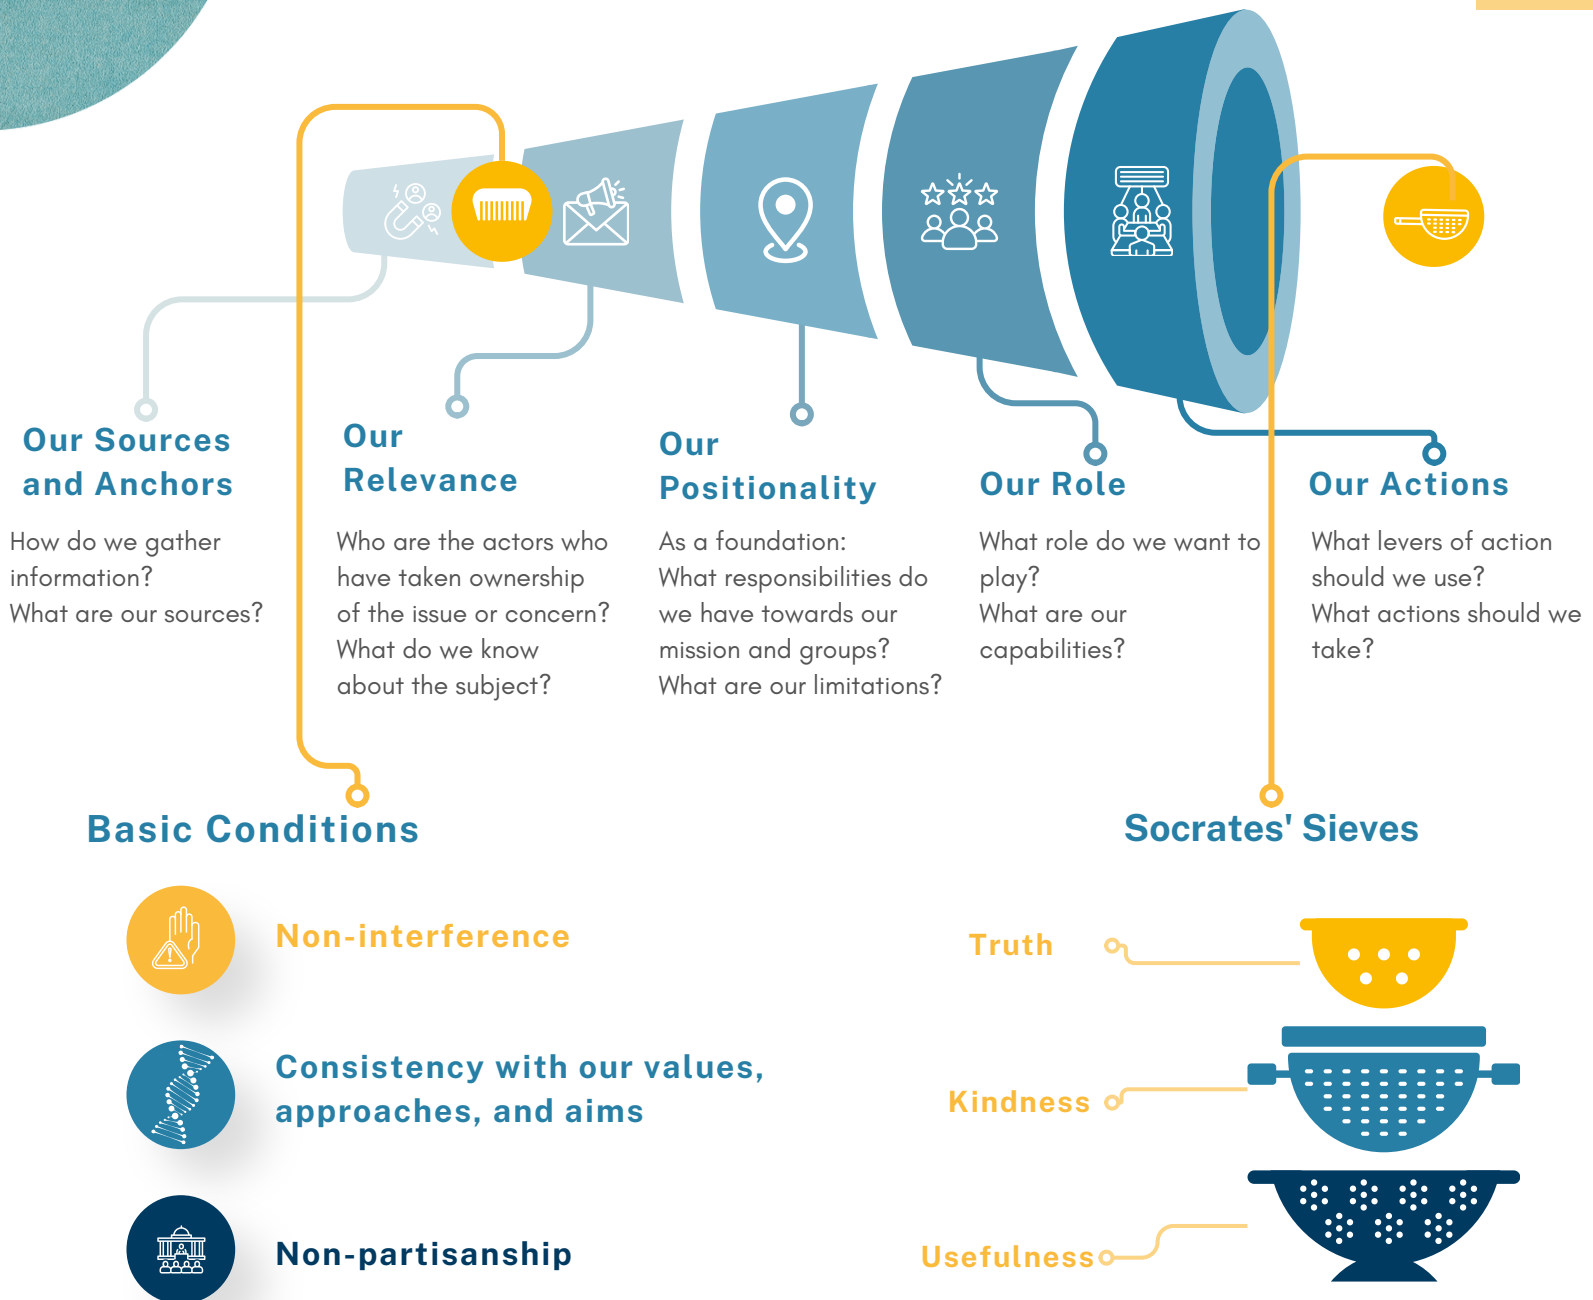 Our Sources
and Anchors
How do we gather
information?
What are our sources?
Our
Relevance
Who are the actors who
have taken ownership
of the issue or concern?
What do we know
about the subject?
Our
Positionality
As a foundation:
What responsibilities do
we have towards our
mission and groups?
What are our limitations?
Our Role
What role do we want to
play?
What are our
capabilities?
Our Actions
What levers of action
should we use?
What actions should we
take?
Basic Conditions
Non-interference
Consistency with our values,
approaches, and aims
Non-partisanship
Socrates' Sieves
Truth
Kindness
Usefulness